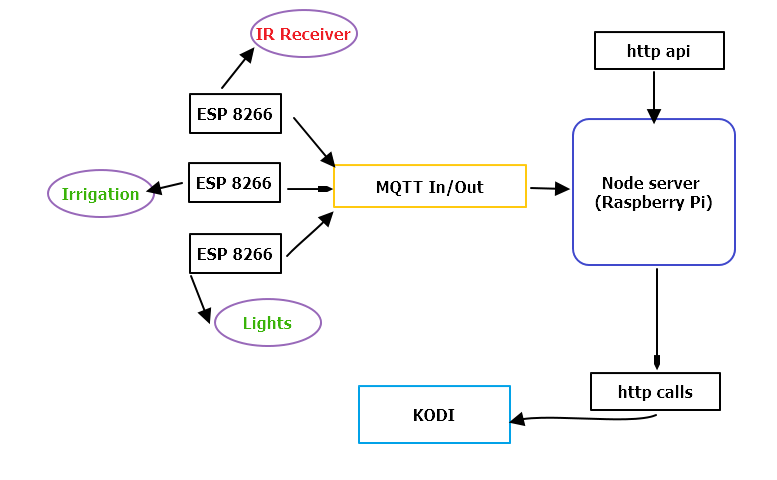 IR Receiver
http api
ESP 8266
ESP 8266
Irrigation
MQTT In/Out
Node server
(Raspberry Pi)
ESP 8266
Lights
http calls
KODI